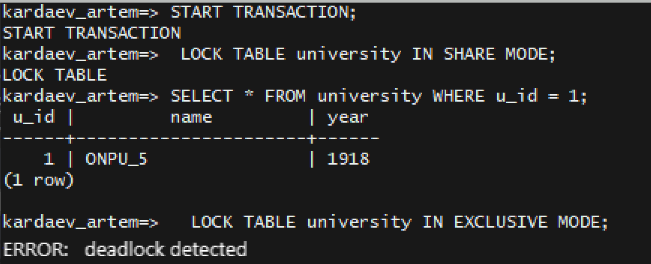 kardaev_artem=> START TRANSACTION;
START TRANSACTION
kardaev_artem=>  LOCK TABLE university IN SHARE MODE;
LOCK TABLE
kardaev_artem=> SELECT * FROM university WHERE u_id = 1;
 u_id |         name         | year
------+----------------------+------
    1 | ONPU_5               | 1918
(1 row)
kardaev_artem=>   LOCK TABLE university IN EXCLUSIVE MODE;
ERROR:  deadlock detected